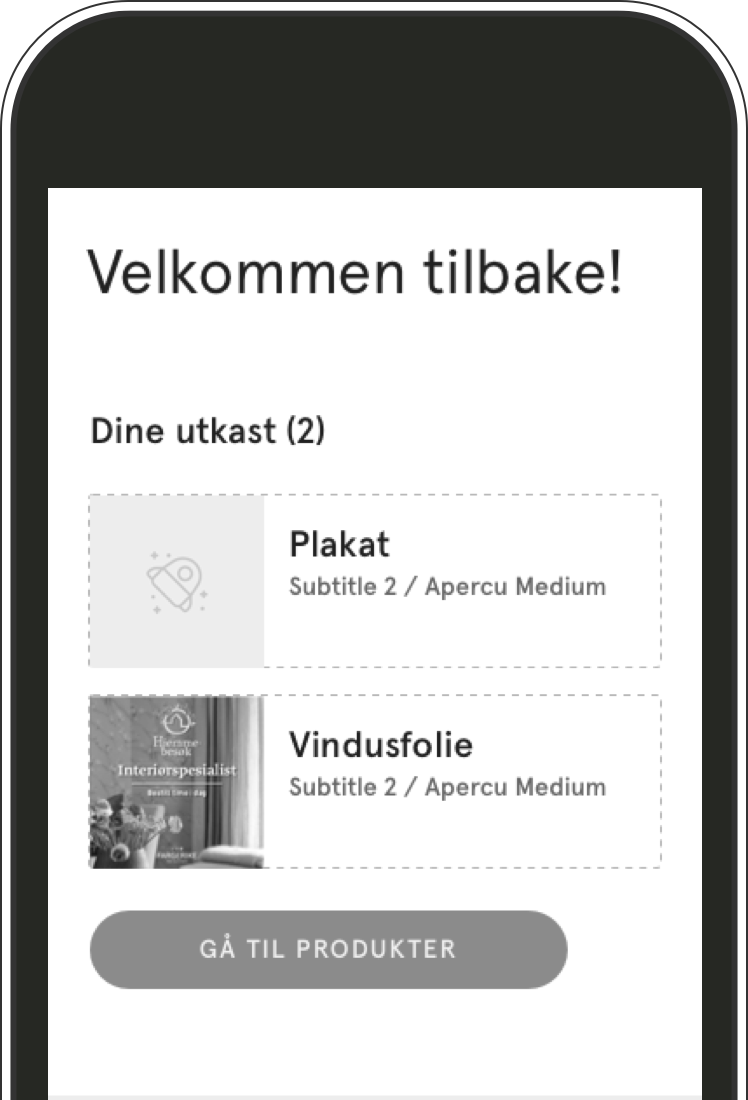 Velkommen tilbake!
Dine utkast (2)
Plakat
Subtitle 2 / Apercu Medium
Hjemme
besøk
Interiørspesialist
Bestill time i dag
FARGERIKE
Vindusfolie
Subtitle 2 / Apercu Medium
GÅ TIL PRODUKTER